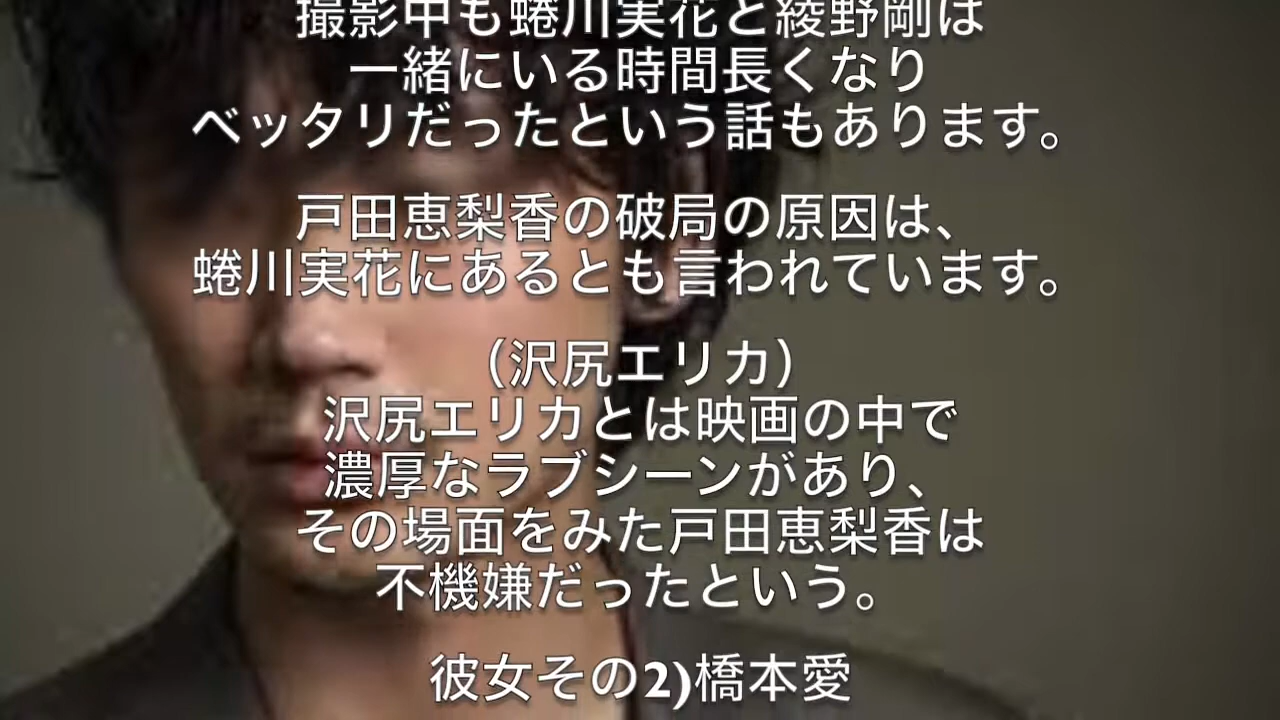 撮影中も蜷川実花と綾野剛は
一緒にいる時間長くなり
ベッタリだったという話もあります。
戸田恵梨香の破局の原因は、
蜷川実花にあるとも言われています。
（沢尻エリカ）
沢尻エリカとは映画の中で
濃厚なラブシーンがあり、
その場面をみた戸田恵梨香は
不機嫌だったという。
彼女その2)橋本愛